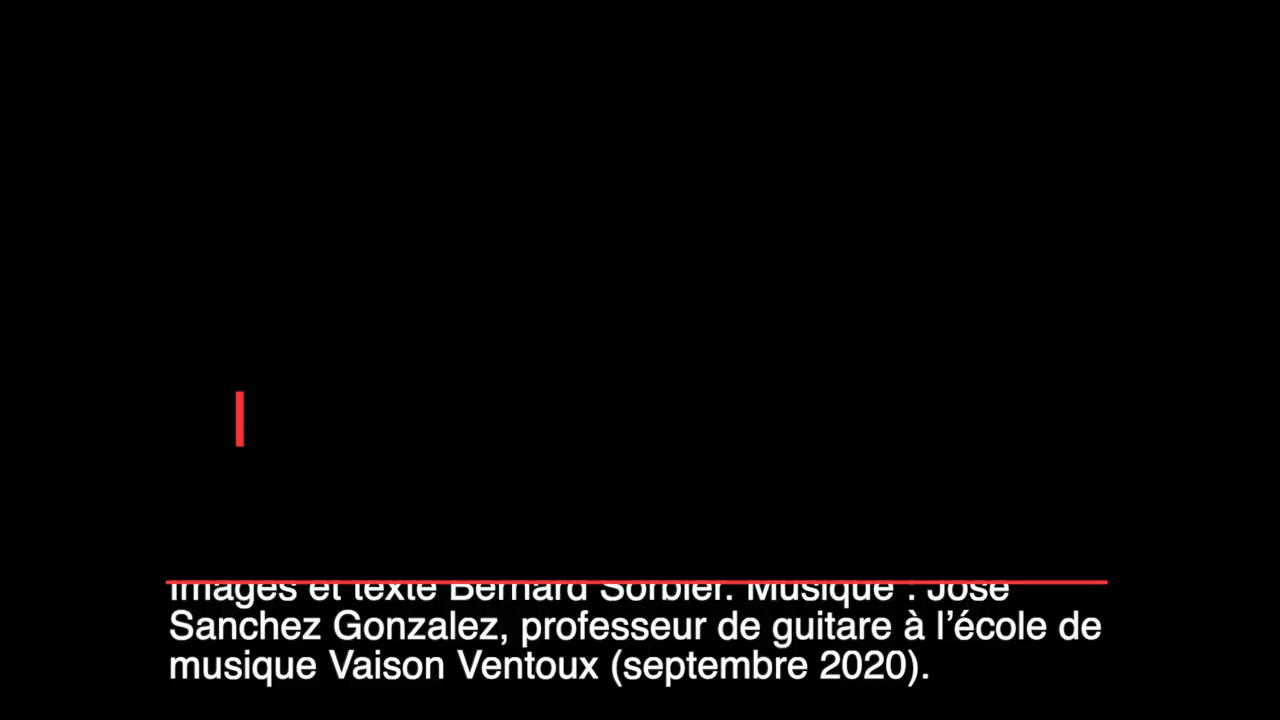 Images et texte Bernard Sorbier. Musique : José
Sanchez Gonzalez, professeur de guitare à l’école de
musique Vaison Ventoux (septembre 2020).